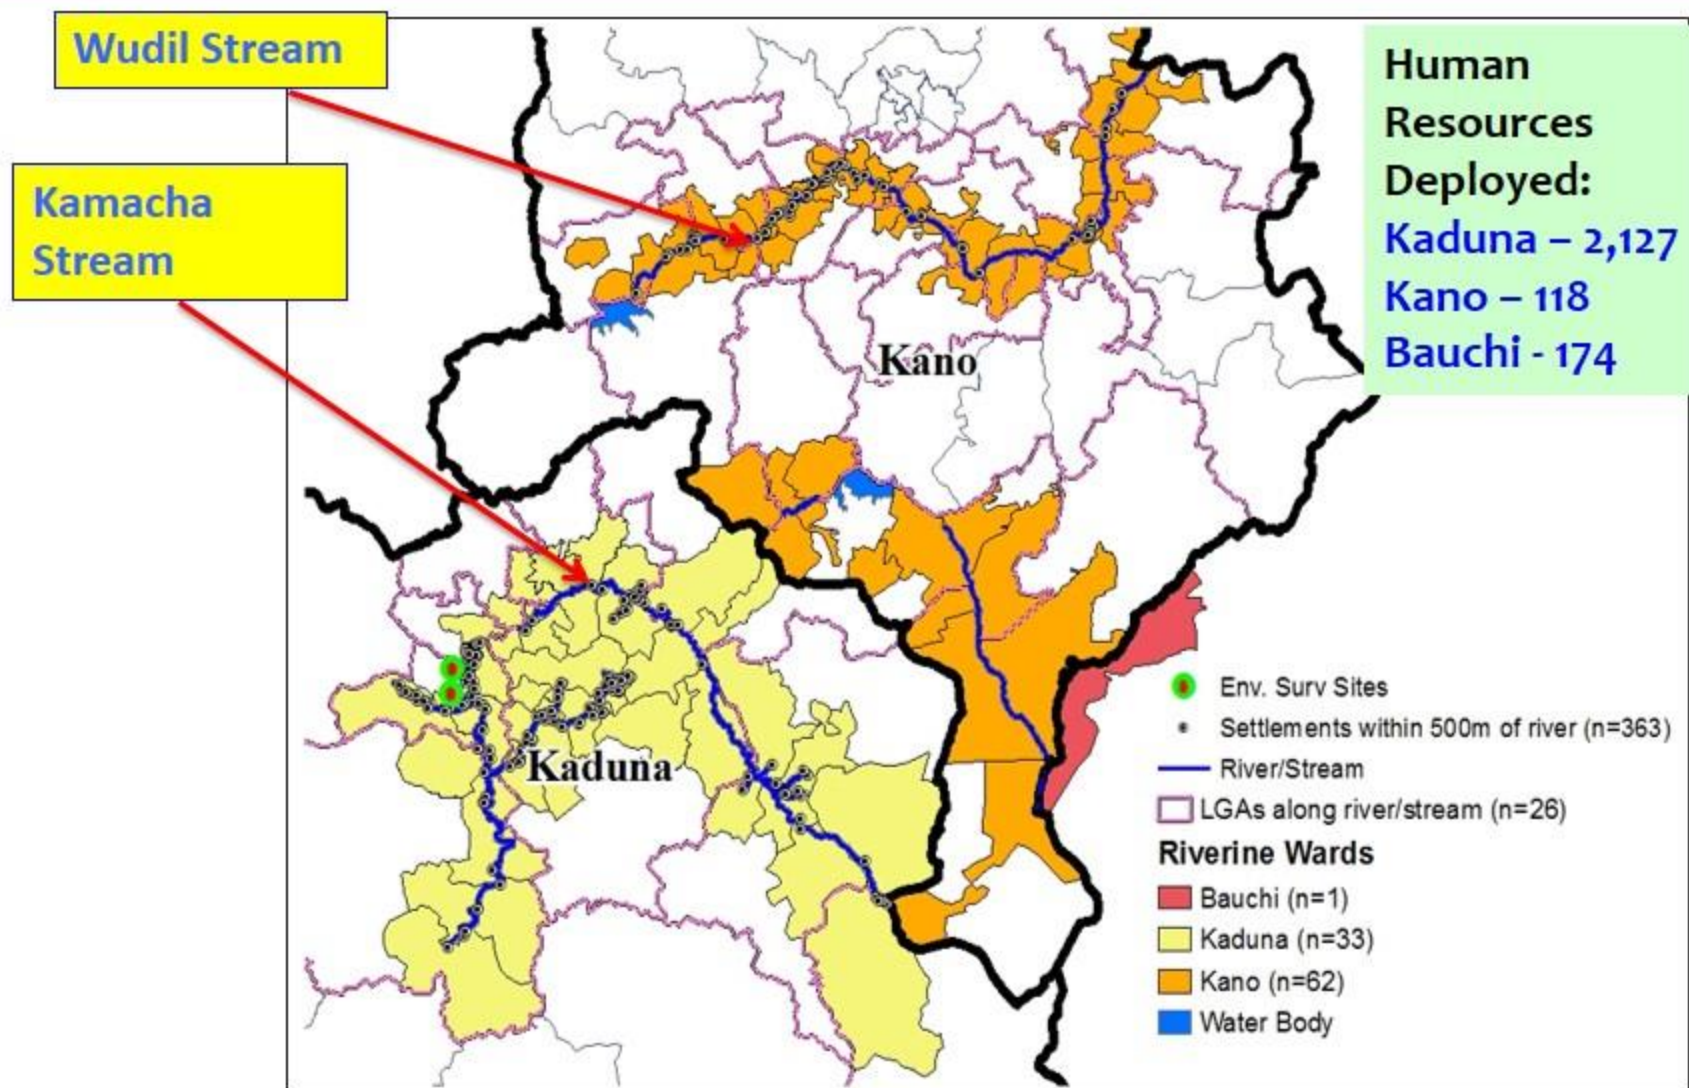 Wudil Stream
Kamacha
Stream
Human
Resources
Deployed:
Kaduna – 2,127
Kano – 118
Bauchi - 174
Kano
Kaduna
Env. Surv Sites
Settlements within 500m of river (n=363)
River/Stream
LGAs along river/stream (n=26)
Riverine Wards
Bauchi (n=1)
Kaduna (n=33)
Kano (n=62)
Water Body